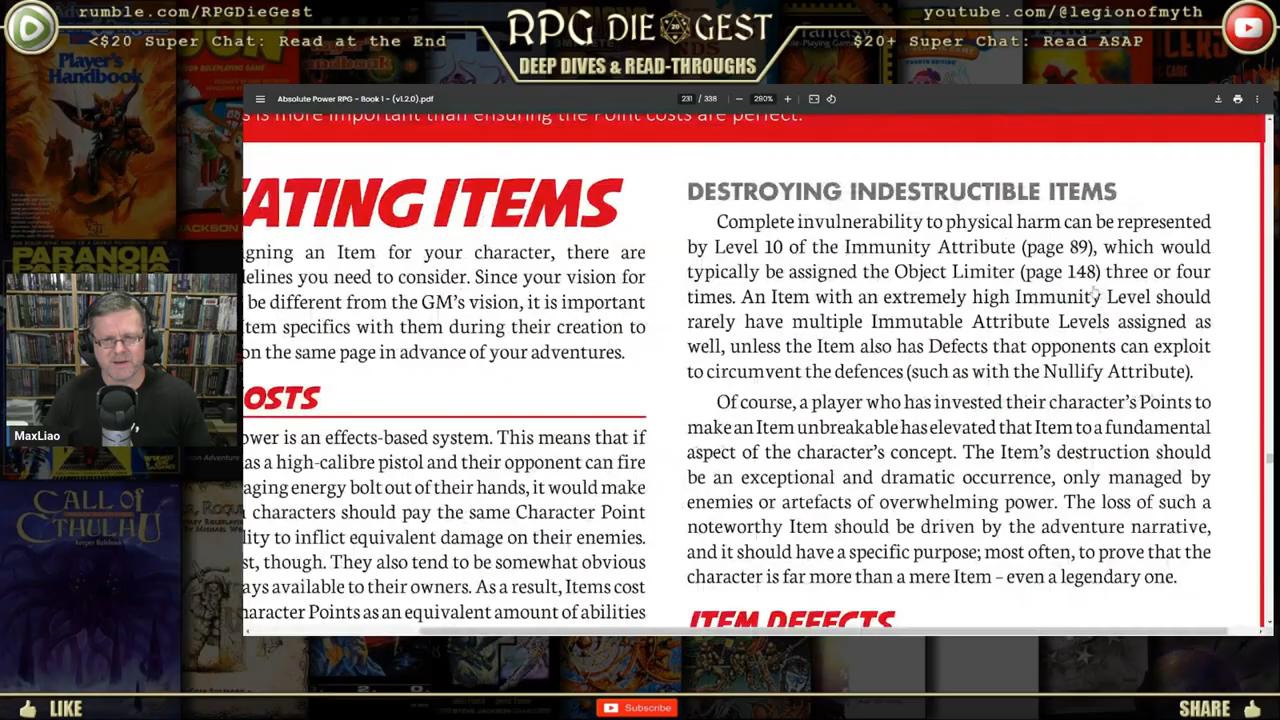 rumble.com/RPGDieGest
<$20 Super Chat: Read at the End
RPG DIE GEST
DEEP DIVES & READ-THROUGHS
youtube.com/@legionofmyth
$20+ Super Chat: Read ASAP
Player's
Handbook
JACKSON
PARANOIA
CALL OF
CTHULHU
MaxLiao
Absolute Power RPG - Book 1 - (v1.2.0).pdf
231 / 338
280%
s is more important than ensuring the Point costs are perfect.
ATING ITEMS
igning an Item for your character, there are
delines you need to consider. Since your vision for
be different from the GM's vision, it is important
tem specifics with them during their creation to
on the same page in advance of your adventures.
OSTS
ower is an effects-based system. This means that if
as a high-calibre pistol and their opponent can fire
aging energy bolt out of their hands, it would make
characters should pay the same Character Point
lity to inflict equivalent damage on their enemies.
st, though. They also tend to be somewhat obvious
ays available to their owners. As a result, Items cost
haracter Points as an equivalent amount of abilities
DESTROYING INDESTRUCTIBLE ITEMS
Complete invulnerability to physical harm can be represented
by Level 10 of the Immunity Attribute (page 89), which would
typically be assigned the Object Limiter (page 148) three or four
times. An Item with an extremely high Immunity Level should
rarely have multiple Immutable Attribute Levels assigned as
well, unless the Item also has Defects that opponents can exploit
to circumvent the defences (such as with the Nullify Attribute).
Of course, a player who has invested their character's Points to
make an Item unbreakable has elevated that Item to a fundamental
aspect of the character's concept. The Item's destruction should
be an exceptional and dramatic occurrence, only managed by
enemies or artefacts of overwhelming power. The loss of such a
noteworthy Item should be driven by the adventure narrative,
and it should have a specific purpose; most often, to prove that the
character is far more than a mere Item – even a legendary one.
ITEM DEFECTS
LIKE
Subscribe
SHARE